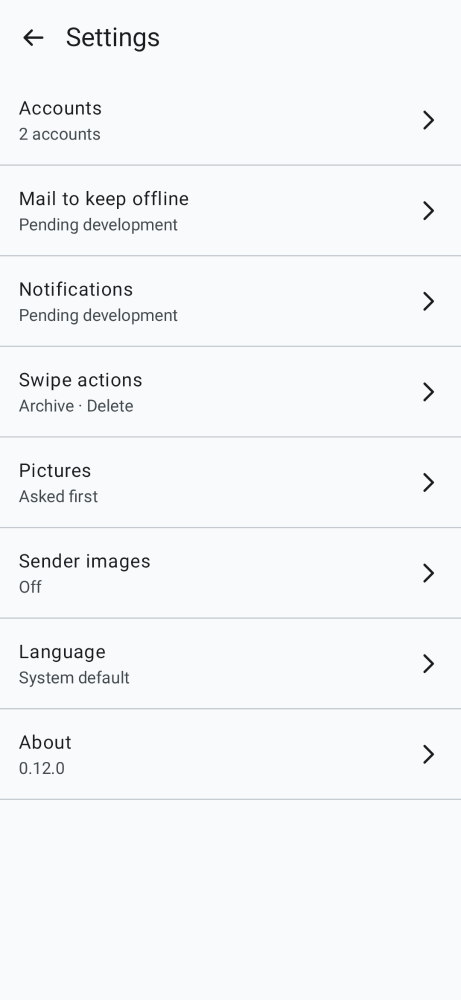 Settings
Accounts
2 accounts
Mail to keep offline
Pending development
Notifications
Pending development
Swipe actions
Archive · Delete
Pictures
Asked first
Sender images
Off
Language
System default
About
0.12.0